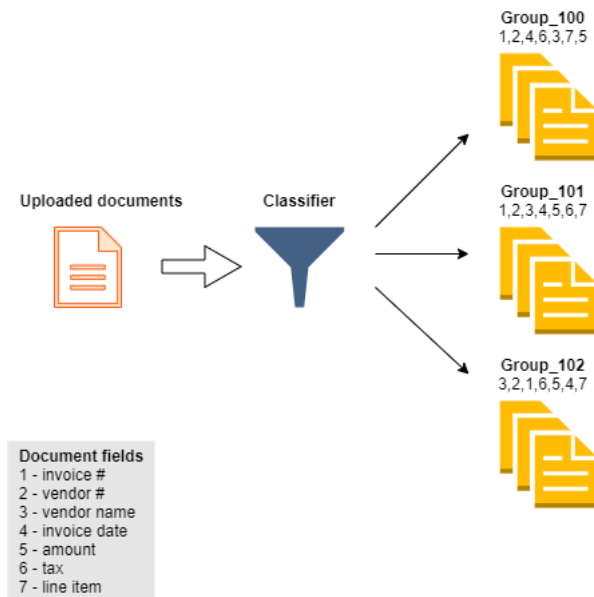 Group_100
1,2,4,6,3,7,5
Uploaded documents
Classifier
Group_101
1,2,3,4,5,6,7
Group_102
3,2,1,6,5,4,7
Document fields
1 - invoice #
2 - vendor #
3 - vendor name
4 - invoice date
5 - amount
6 - tax
7 - line item